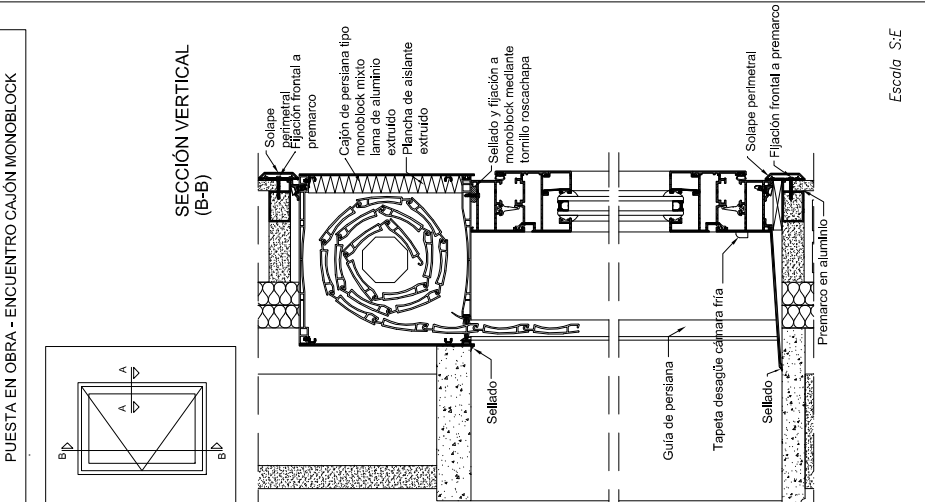 PUESTA EN OBRA - ENCUENTRO CAJÓN MONOBLOCK
SECCIÓN VERTICAL
(B-B)
A
A
B
B
Solape
perimetral
Fijación frontal a
premarco
Cajón de persiana tipo
monoblock mixto
lama de aluminio
extruído
Plancha de aislante
extruído
Sellado y fijación a
monoblock mediante
tornillo roscachapa
Solape perimetral
Fijación frontal a premarco
Sellado
Guía de persiana
Tapeta desagüe cámara fría
Sellado
Premarco en aluminio
Escala S:E